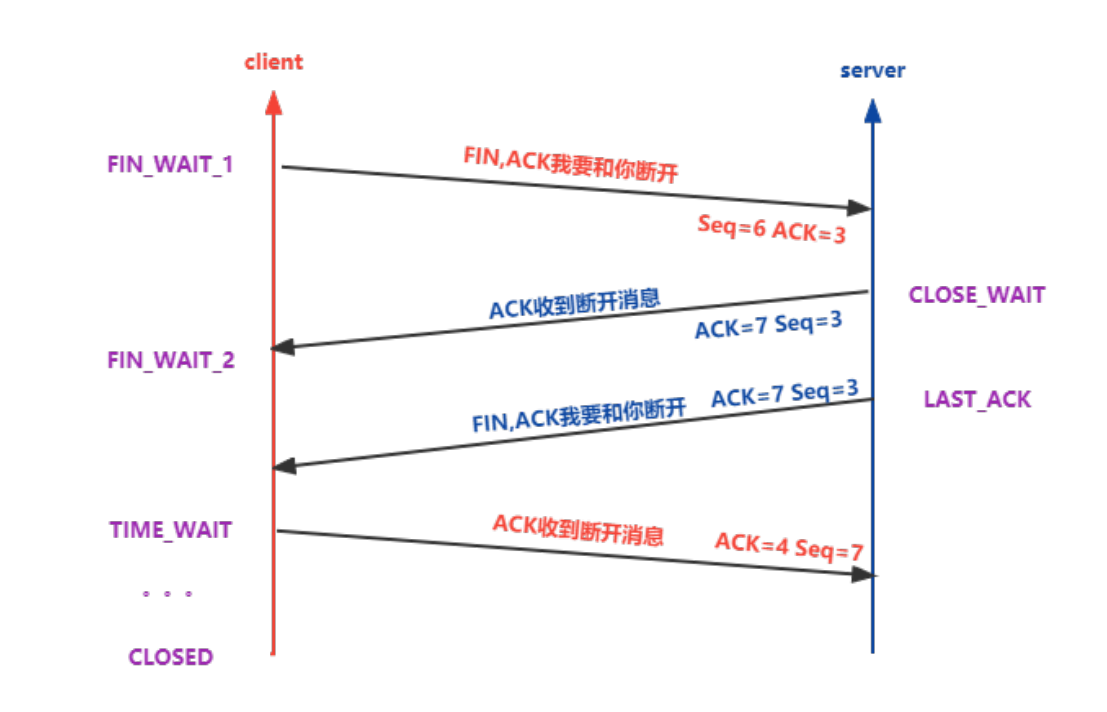 client
server
FIN_WAIT_1
FIN,ACK我要和你断开
Seq=6 ACK=3
CLOSE_WAIT
ACK收到断开消息
ACK=7 Seq=3
FIN_WAIT_2
ACK=7 Seq=3
LAST_ACK
FIN,ACK我要和你断开
TIME_WAIT
ACK收到断开消息
ACK=4 Seq=7
。。。
CLOSED